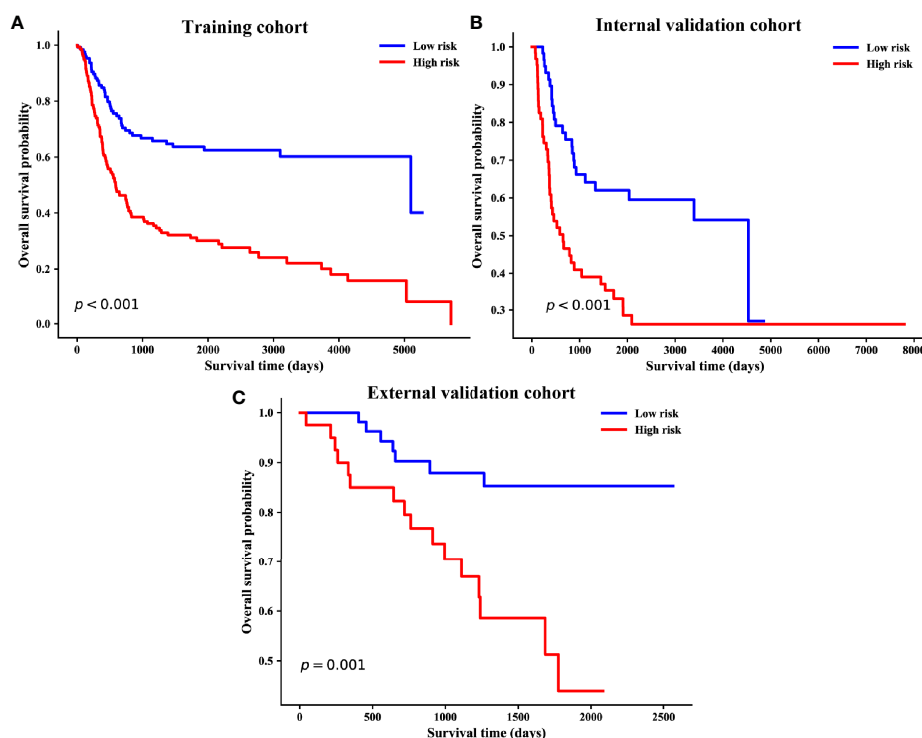 A
Training cohort
Low risk
High risk
1.0
0.8
0.6
0.4
0.2
0.0
Overall survival probability
p < 0.001
0 1000 2000 3000 4000 5000
Survival time (days)
B
Internal validation cohort
Low risk
High risk
1.0
0.9
0.8
0.7
0.6
0.5
0.4
0.3
Overall survival probability
p < 0.001
0 1000 2000 3000 4000 5000 6000 7000 8000
Survival time (days)
C
External validation cohort
Low risk
High risk
1.0
0.9
0.8
0.7
0.6
0.5
Overall survival probability
p = 0.001
0 500 1000 1500 2000 2500
Survival time (days)